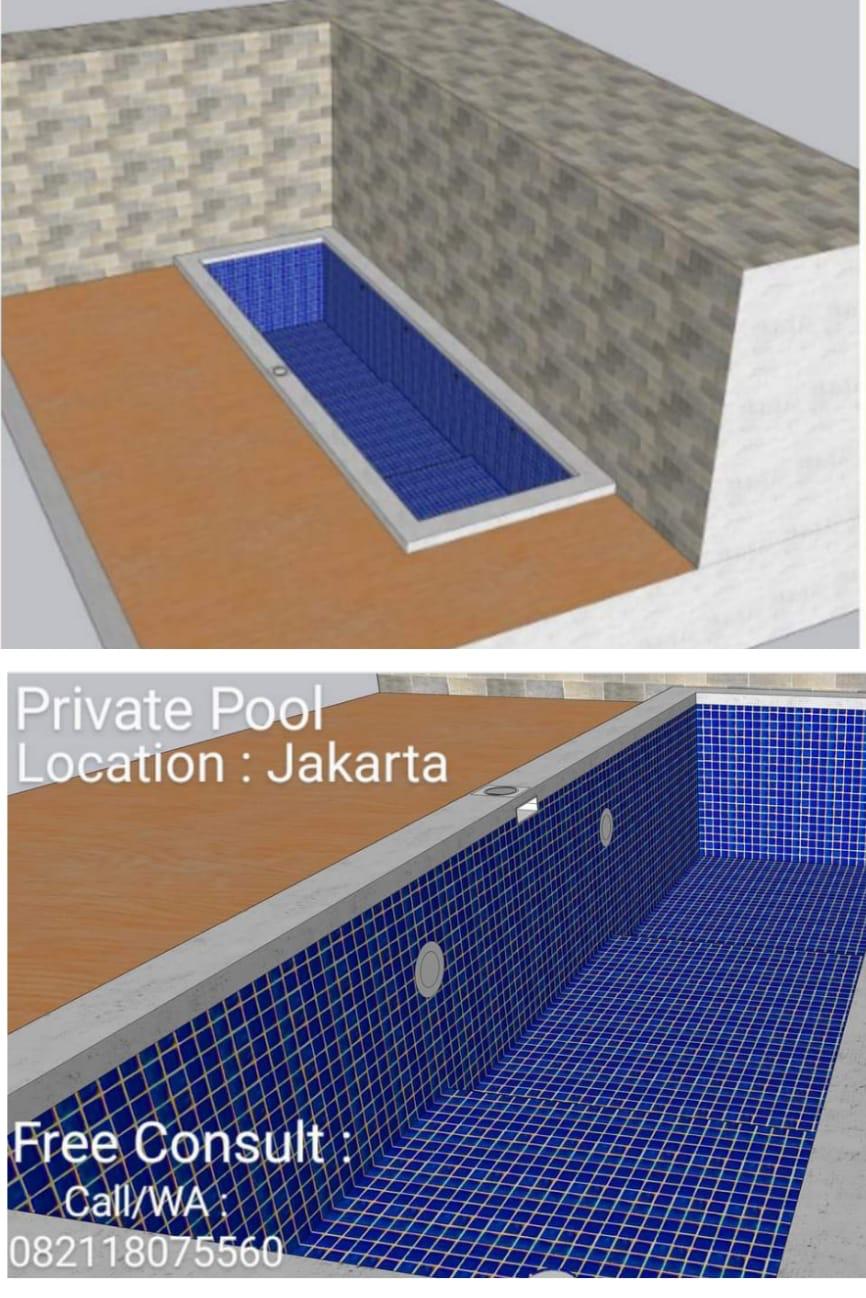 Private Pool
Location : Jakarta
Free Consult :
Call/WA :
082118075560